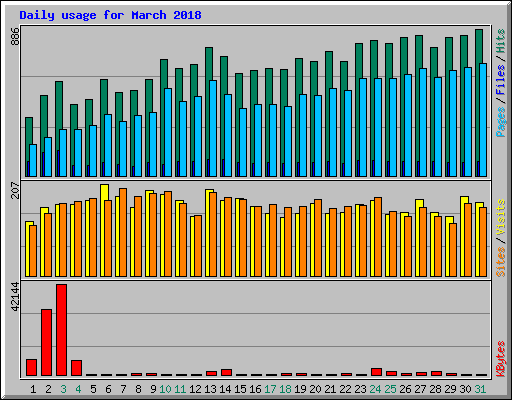 Daily usage for March 2018
886
Pages/Files/Hits
207
Sites/Visits
42144
KBytes
1 2 3 4 5 6 7 8 9 10 11 12 13 14 15 16 17 18 19 20 21 22 23 24 25 26 27 28 29 30 31